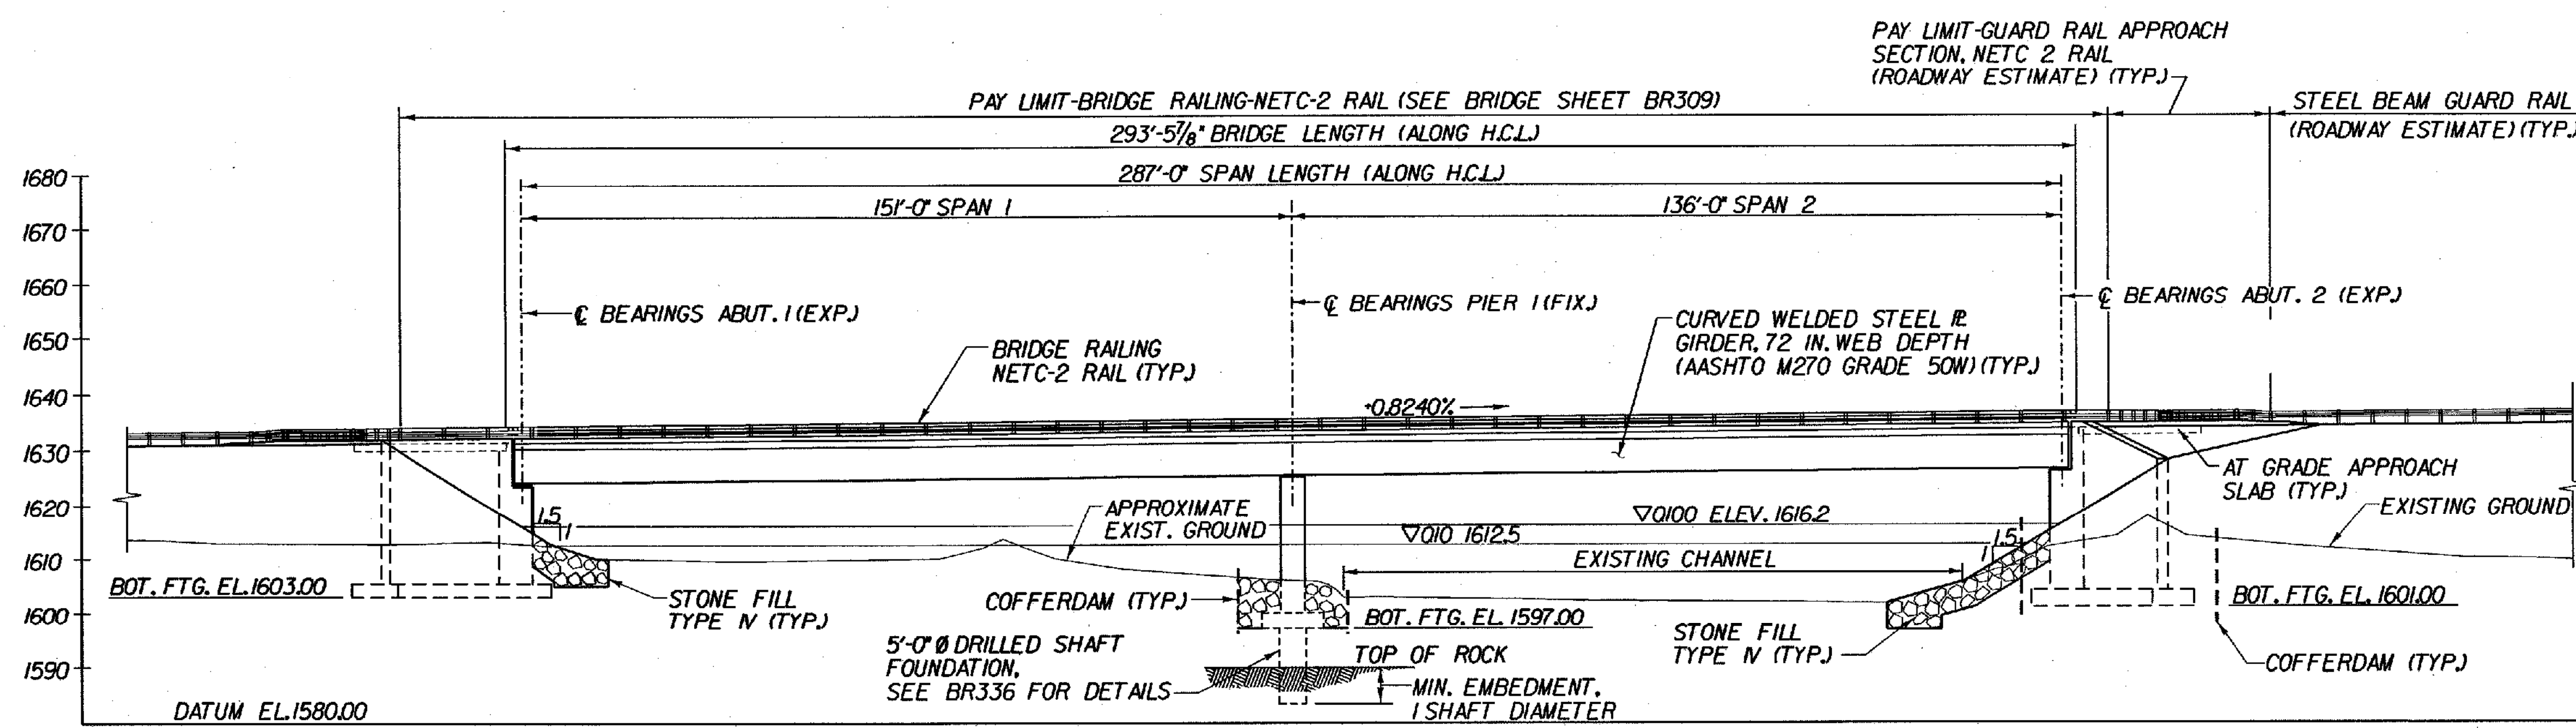 PAY LIMIT-GUARD RAIL APPROACH
SECTION, NETC 2 RAIL
(ROADWAY ESTIMATE) (TYP.)
PAY LIMIT-BRIDGE RAILING-NETC-2 RAIL (SEE BRIDGE SHEET BR309)
STEEL BEAM GUARD RAIL
(ROADWAY ESTIMATE) (TYP.)
293'-5⅞" BRIDGE LENGTH (ALONG H.C.L.)
287'-0" SPAN LENGTH (ALONG H.C.L.)
151'-0" SPAN 1
136'-0" SPAN 2
1680
1670
1660
1650
1640
1630
1620
1610
1600
1590
℄ BEARINGS ABUT. 1 (EXP.)
℄ BEARINGS PIER 1 (FIX.)
℄ BEARINGS ABUT. 2 (EXP.)
BRIDGE RAILING
NETC-2 RAIL (TYP.)
CURVED WELDED STEEL PL
GIRDER, 72 IN. WEB DEPTH
(AASHTO M270 GRADE 50W) (TYP.)
+0.8240%
AT GRADE APPROACH
SLAB (TYP.)
EXISTING GROUND
1.5
1
APPROXIMATE
EXIST. GROUND
▽Q100 ELEV. 1616.2
▽Q10 1612.5
1.5
1
EXISTING CHANNEL
BOT. FTG. EL. 1603.00
STONE FILL
TYPE IV (TYP.)
COFFERDAM (TYP.)
BOT. FTG. EL. 1597.00
BOT. FTG. EL. 1601.00
STONE FILL
TYPE IV (TYP.)
COFFERDAM (TYP.)
5'-0" Ø DRILLED SHAFT
FOUNDATION,
SEE BR336 FOR DETAILS
TOP OF ROCK
MIN. EMBEDMENT,
1 SHAFT DIAMETER
DATUM EL. 1580.00